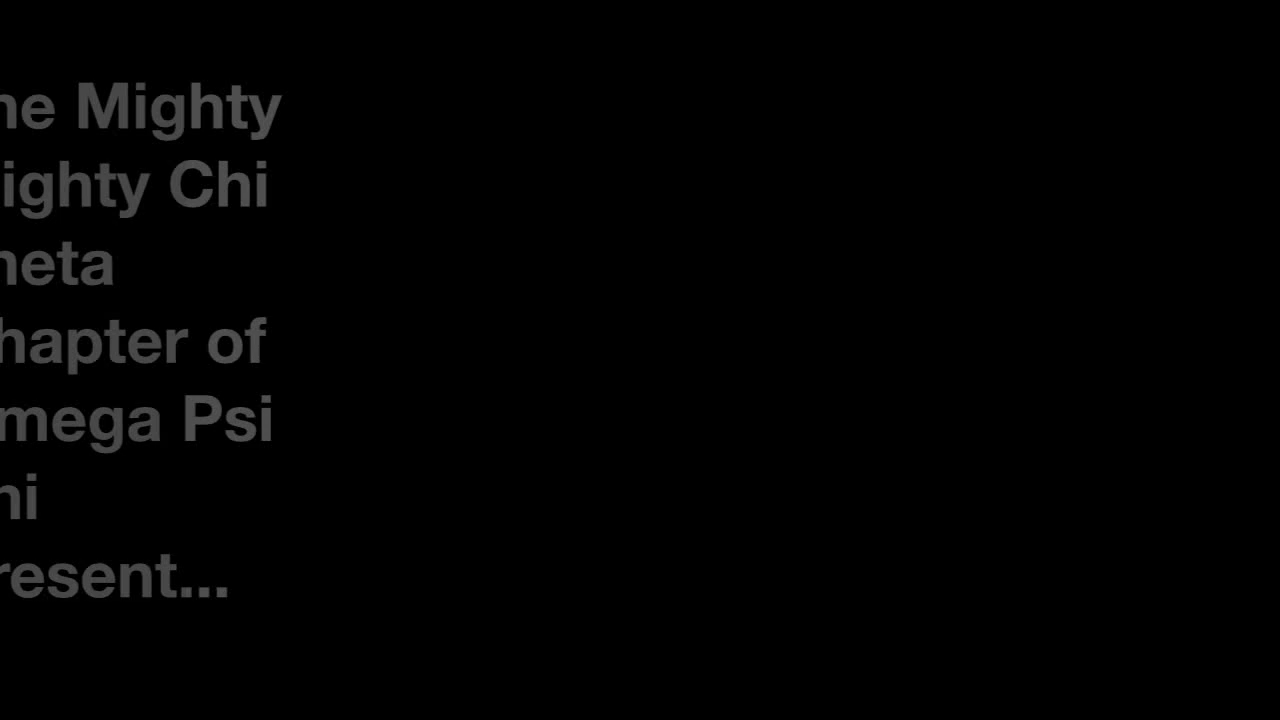 he Mighty
ighty Chi
heta
hapter of
mega Psi
hi
resent...